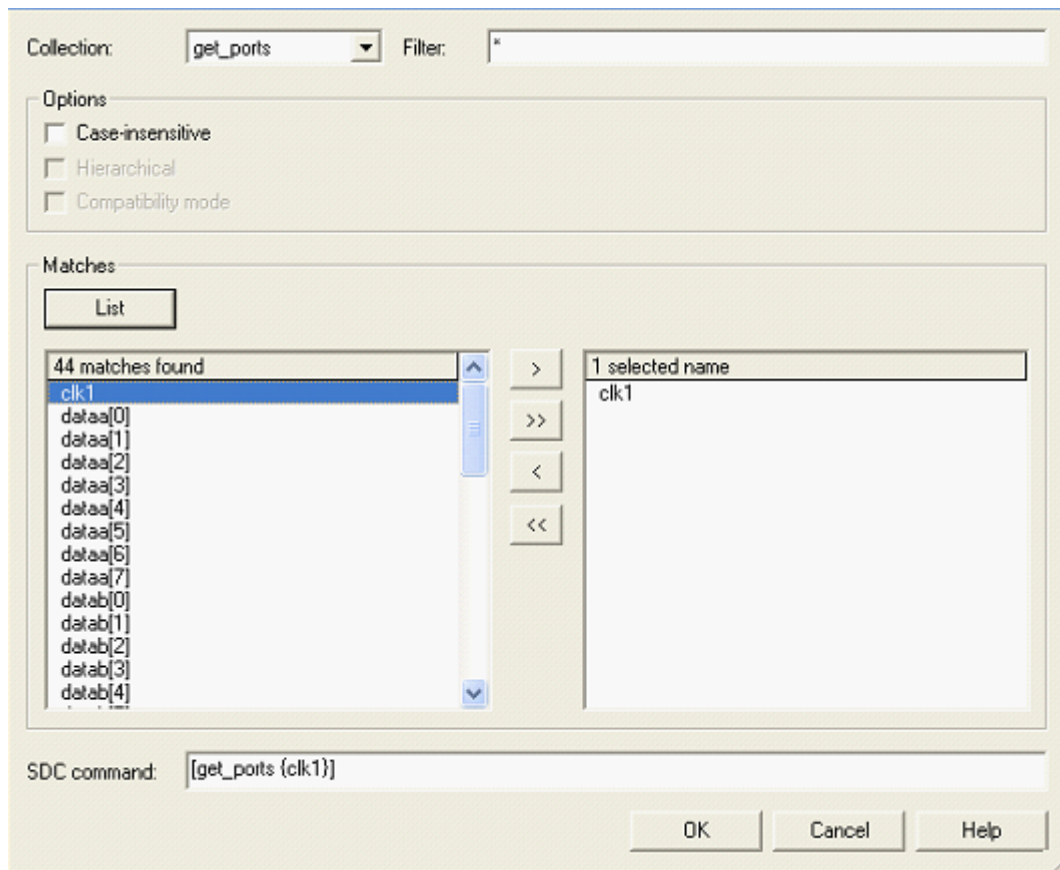 Collection: get_ports Filter: *
Options
Case-insensitive
Hierarchical
Compatibility mode
Matches
List
44 matches found > 1 selected name
clk1 clk1
dataa[0]
dataa[1] >>
dataa[2]
dataa[3] <
dataa[4]
dataa[5] <<
dataa[6]
dataa[7]
datab[0]
datab[1]
datab[2]
datab[3]
datab[4]
SDC command: [get_ports {clk1}]
OK Cancel Help